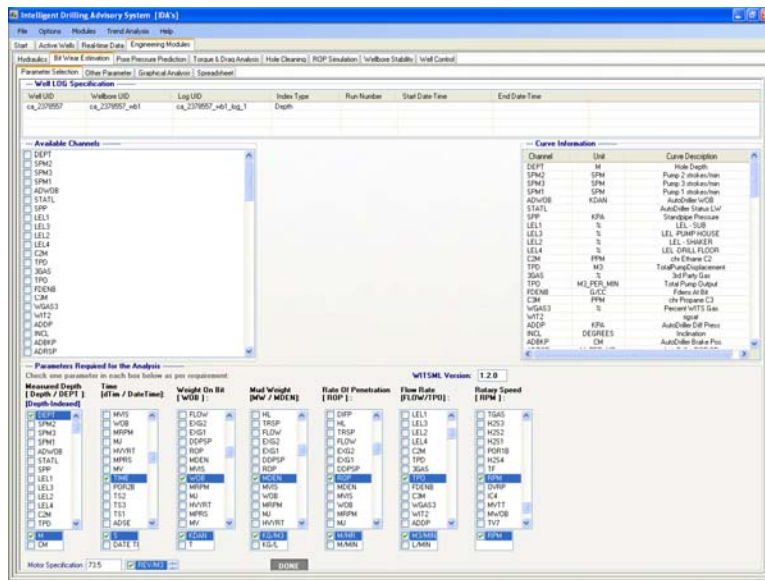 Intelligent Drilling Advisory System [IDA's]
File Options Modules Trend Analysis Help
Start Active Wells Real-time Data Engineering Modules
Hydraulics Bit Wear Estimation Pore Pressure Prediction Torque & Drag Analysis Hole Cleaning ROP Simulation Wellbore Stability Well Control
Parameter Selection Other Parameter Graphical Analysis Spreadsheet
--- Well LOG Specification
Well UID Wellbore UID Log UID Index Type Run Number Start Date-Time End Date-Time
ca_2378557 ca_2378557_wb1 ca_2378557_wb1_log_1 Depth
--- Available Channels ---
DEPT
SPM2
SPM3
SPM1
ADWOB
STATL
SPP
LEL1
LEL3
LEL2
LEL4
C2M
TPD
3GAS
TPO
FDENB
C3M
WGAS3
WIT2
ADDP
INCL
ADBKP
ADRSP
--- Curve Information ---
Channel Unit Curve Description
DEPT M Hole Depth
SPM2 SPM Pump 2 strokes/min
SPM3 SPM Pump 3 strokes/min
SPM1 SPM Pump 1 strokes/min
ADWOB KDAN AutoDriller WOB
STATL AutoDriller Status LW
SPP KPA Standpipe Pressure
LEL1 % LEL - SUB
LEL3 % LEL -PUMP HOUSE
LEL2 % LEL - SHAKER
LEL4 % LEL -DRILL FLOOR
C2M PPM chr Ethane C2
TPD M3 TotalPumpDisplacement
3GAS % 3rd Party Gas
TPO M3_PER_MIN Total Pump Output
FDENB G/CC Fdens At Bit
C3M PPM chr Propane C3
WGAS3 % Percent WITS Gas
WIT2
ADDP KPA AutoDriller Diff Press
INCL DEGREES Inclination
ADBKP CM AutoDriller Brake Pos
--- Parameters Required for the Analysis
Check one parameter in each box below as per requirement.
WITSML Version: 1.2.0
Measured Depth [ Depth / DEPT ]: [Depth-Indexed]
DEPT
SPM2
SPM3
SPM1
ADWOB
STATL
SPP
LEL1
LEL3
LEL2
LEL4
C2M
TPD
M
CM
Time [dTim / DateTime]:
MVIS
WOB
MRPM
MJ
HVYRT
MPRS
MV
TIME
POR2B
TS2
TS3
TS1
ADSE
S
DATE TI
Weight On Bit [ WOB ] :
FLOW
EXG2
EXG1
DDPSP
ROP
MDEN
MVIS
WOB
MRPM
MJ
HVYRT
MPRS
MV
KDAN
T
Mud Weight [MW / MDEN]:
HL
TRSP
FLOW
EXG2
EXG1
DDPSP
ROP
MDEN
MVIS
WOB
MRPM
MJ
HVYRT
KG/M3
KG/L
Rate Of Penetration [ ROP ] :
DIFP
HL
TRSP
FLOW
EXG2
EXG1
DDPSP
ROP
MDEN
MVIS
WOB
MRPM
MJ
M/HR
M/MIN
Flow Rate [FLOW/TPO] :
LEL1
LEL3
LEL2
LEL4
C2M
TPD
3GAS
TPO
FDENB
C3M
WGAS3
WIT2
ADDP
M3/MIN
L/MIN
Rotary Speed [ RPM ] :
TGAS
H2S3
H2S2
H2S1
POR1B
H2S4
TF
RPM
DVRP
IC4
MVTT
MWOB
TV7
RPM
Motor Specification 73.5 REV/M3 DONE